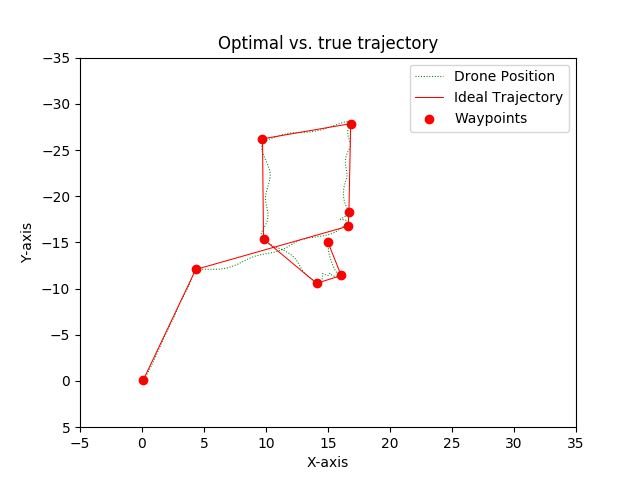 Optimal vs. true trajectory
Drone Position
Ideal Trajectory
Waypoints
Y-axis
−35
−30
−25
−20
−15
−10
−5
0
5
−5 0 5 10 15 20 25 30 35
X-axis